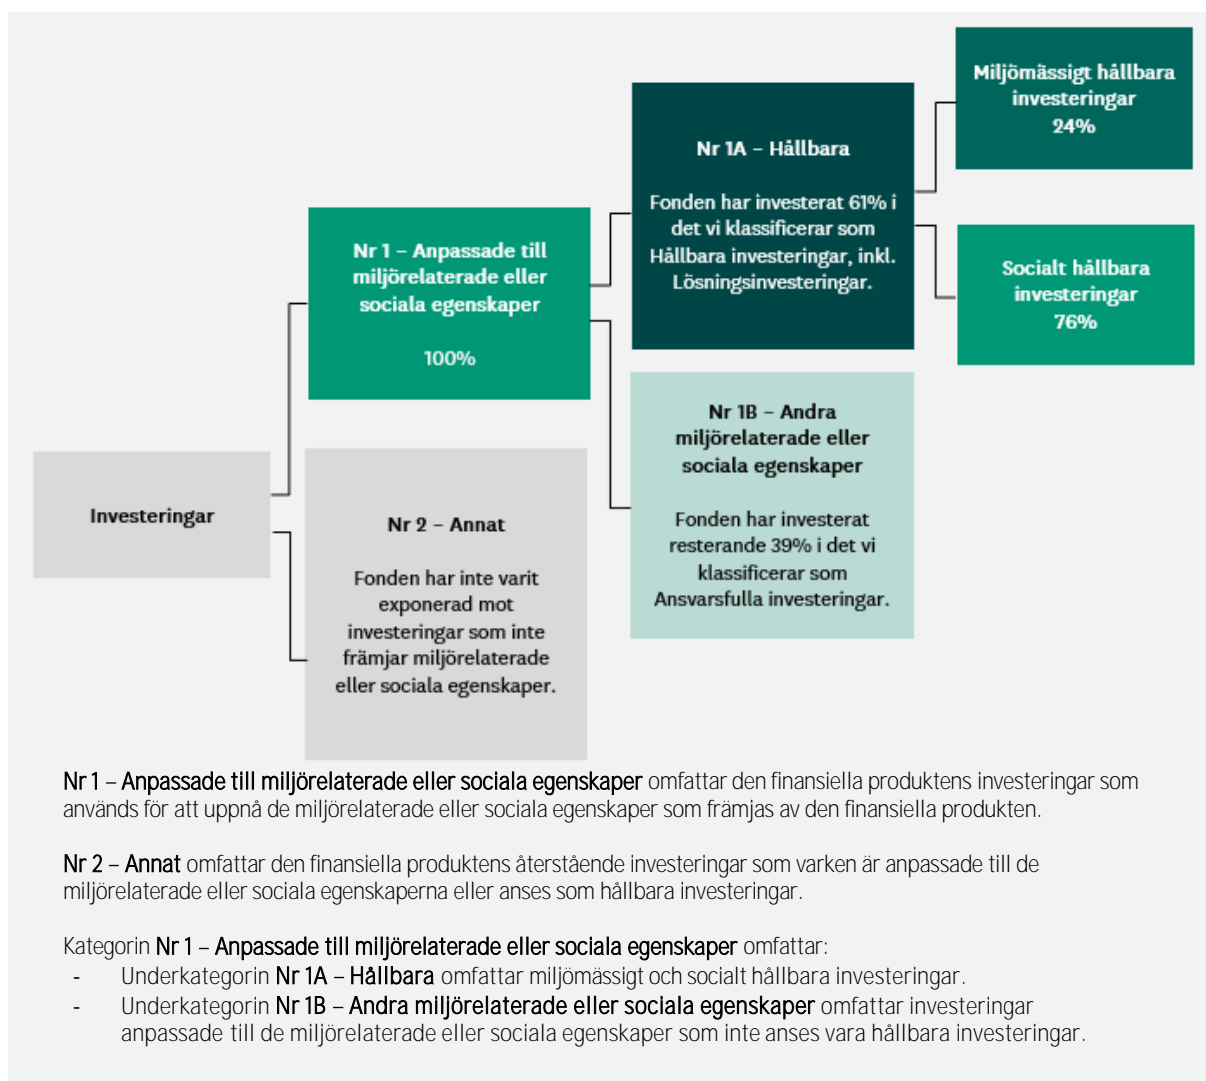 Miljömässigt hållbara
investeringar
24%
Nr 1A – Hållbara
Fonden har investerat 61% i
det vi klassificerar som
Hållbara investeringar, inkl.
Lösningsinvesteringar.
Nr 1 – Anpassade till
miljörelaterade eller
sociala egenskaper
100%
Socialt hållbara
investeringar
76%
Nr 1B – Andra
miljörelaterade eller
sociala egenskaper
Fonden har investerat
resterande 39% i det vi
klassificerar som
Ansvarsfulla investeringar.
Investeringar
Nr 2 – Annat
Fonden har inte varit
exponerad mot
investeringar som inte
främjar miljörelaterade
eller sociala egenskaper.
Nr 1 – Anpassade till miljörelaterade eller sociala egenskaper omfattar den finansiella produktens investeringar som
används för att uppnå de miljörelaterade eller sociala egenskaper som främjas av den finansiella produkten.
Nr 2 – Annat omfattar den finansiella produktens återstående investeringar som varken är anpassade till de
miljörelaterade eller sociala egenskaperna eller anses som hållbara investeringar.
Kategorin Nr 1 – Anpassade till miljörelaterade eller sociala egenskaper omfattar:
- Underkategorin Nr 1A – Hållbara omfattar miljömässigt och socialt hållbara investeringar.
- Underkategorin Nr 1B – Andra miljörelaterade eller sociala egenskaper omfattar investeringar
anpassade till de miljörelaterade eller sociala egenskaper som inte anses vara hållbara investeringar.